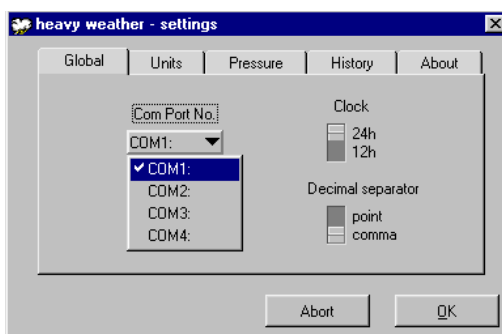 heavy weather - settings
Global Units Pressure History About
Com Port No.
COM1:
COM1:
COM2:
COM3:
COM4:
Clock
24h
12h
Decimal separator
point
comma
Abort OK